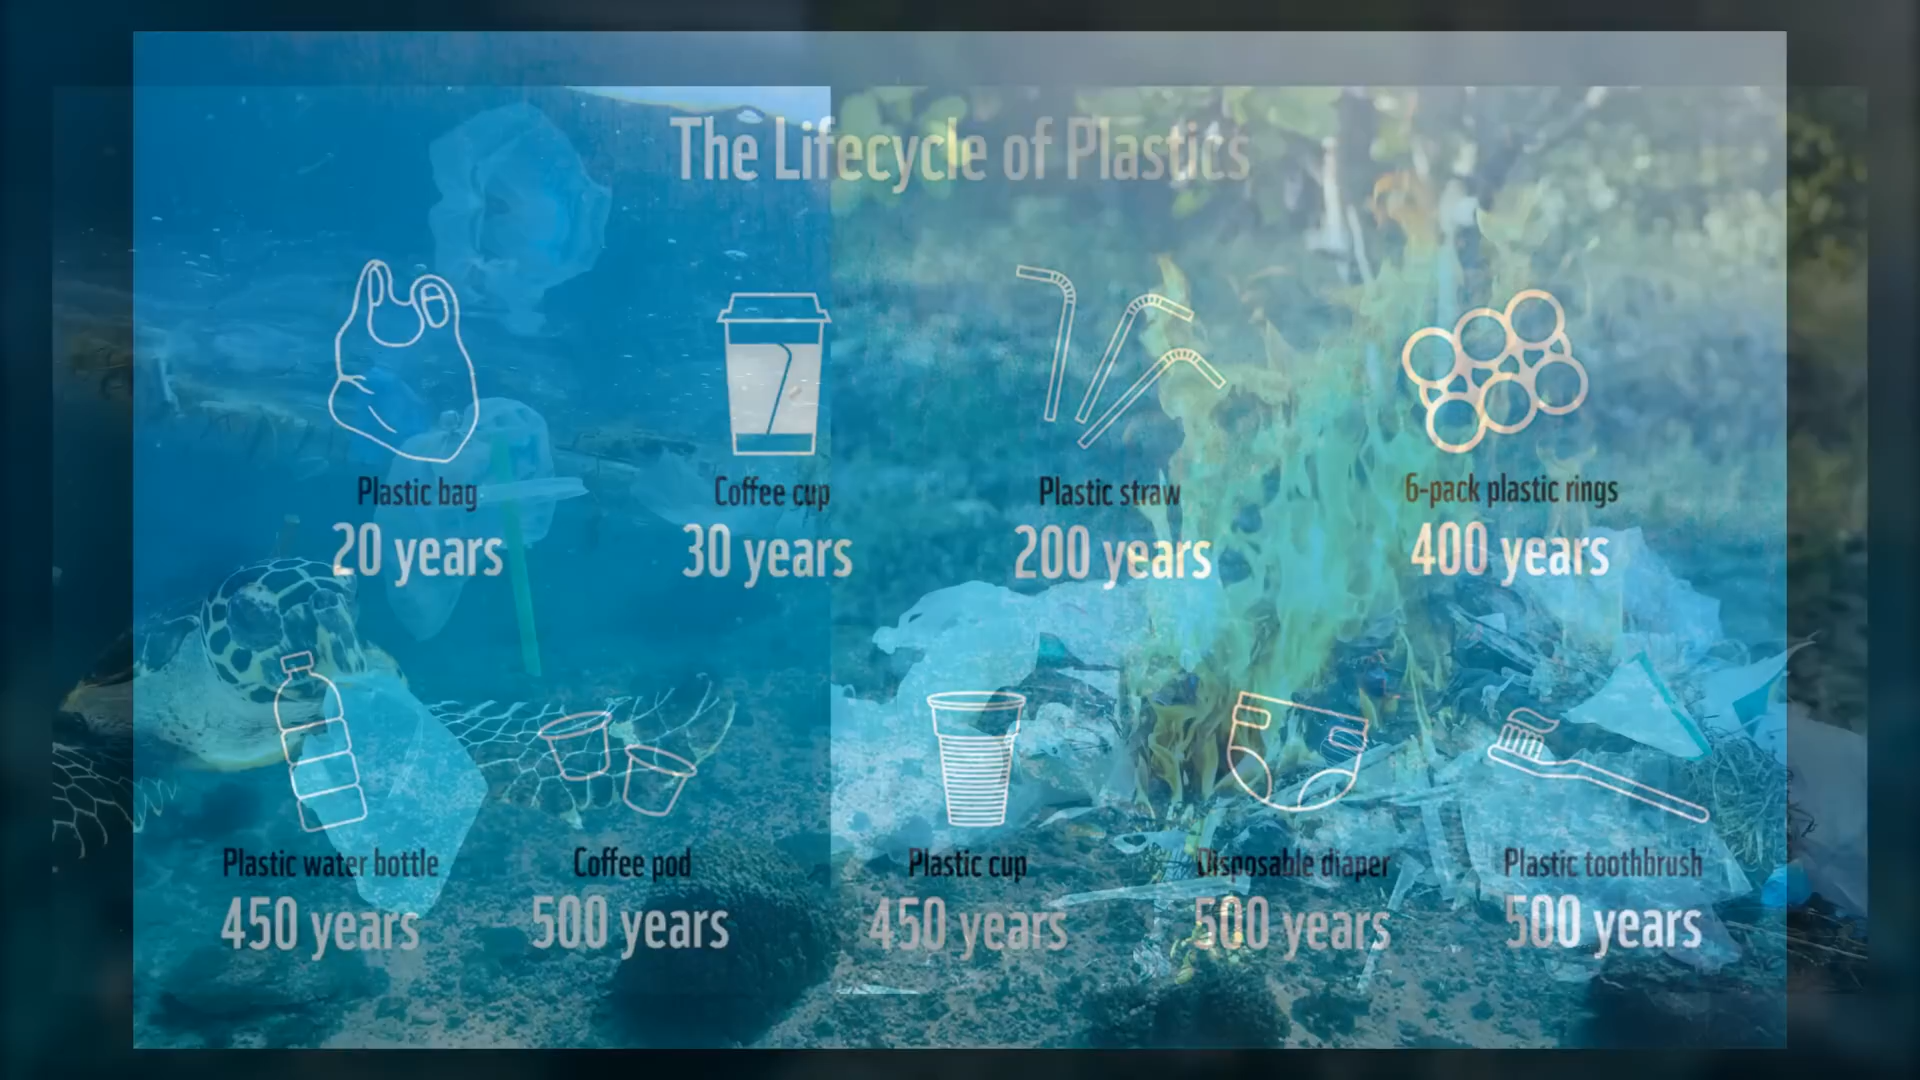 The Lifecycle of Plastics
Plastic bag
20 years
Coffee cup
30 years
Plastic straw
200 years
6-pack plastic rings
400 years
Plastic water bottle
450 years
Coffee pod
500 years
Plastic cup
450 years
Disposable diaper
500 years
Plastic toothbrush
500 years